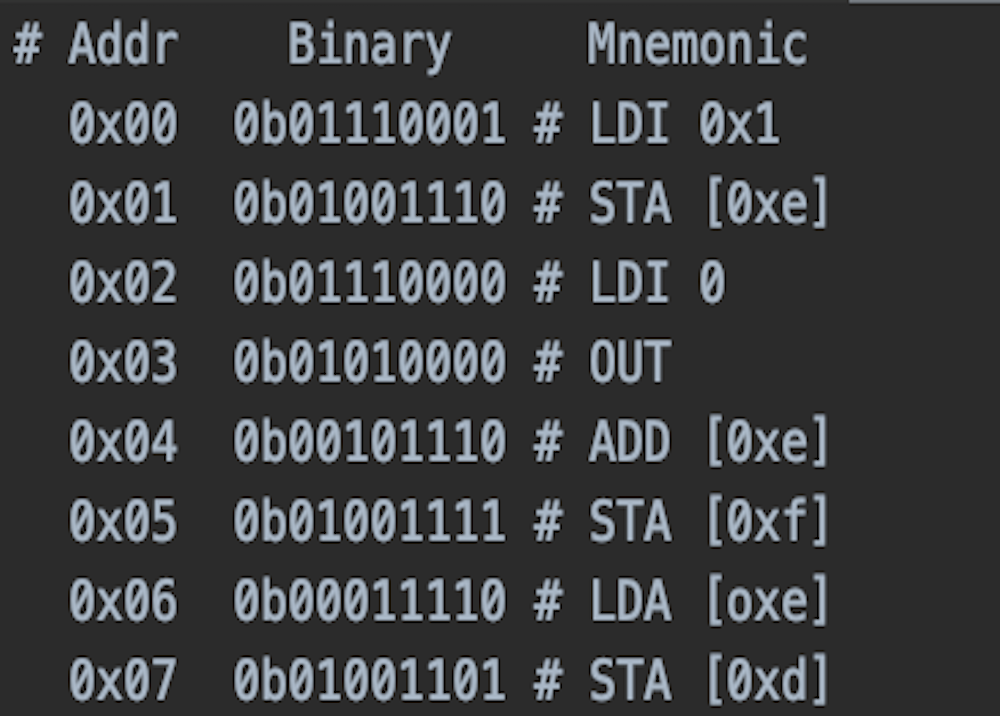 # Addr Binary Mnemonic
0x00 0b01110001 # LDI 0x1
0x01 0b01001110 # STA [0xe]
0x02 0b01110000 # LDI 0
0x03 0b01010000 # OUT
0x04 0b00101110 # ADD [0xe]
0x05 0b01001111 # STA [0xf]
0x06 0b00011110 # LDA [oxe]
0x07 0b01001101 # STA [0xd]